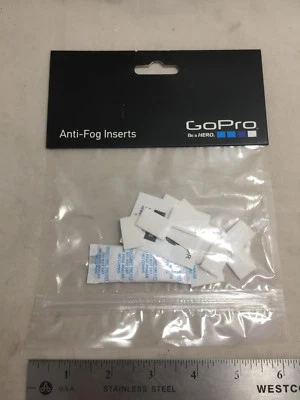 Anti-Fog Inserts
GoPro
Be a HERO.
1 2 3 4 5 6
U.S.A. STAINLESS STEEL WESTCO